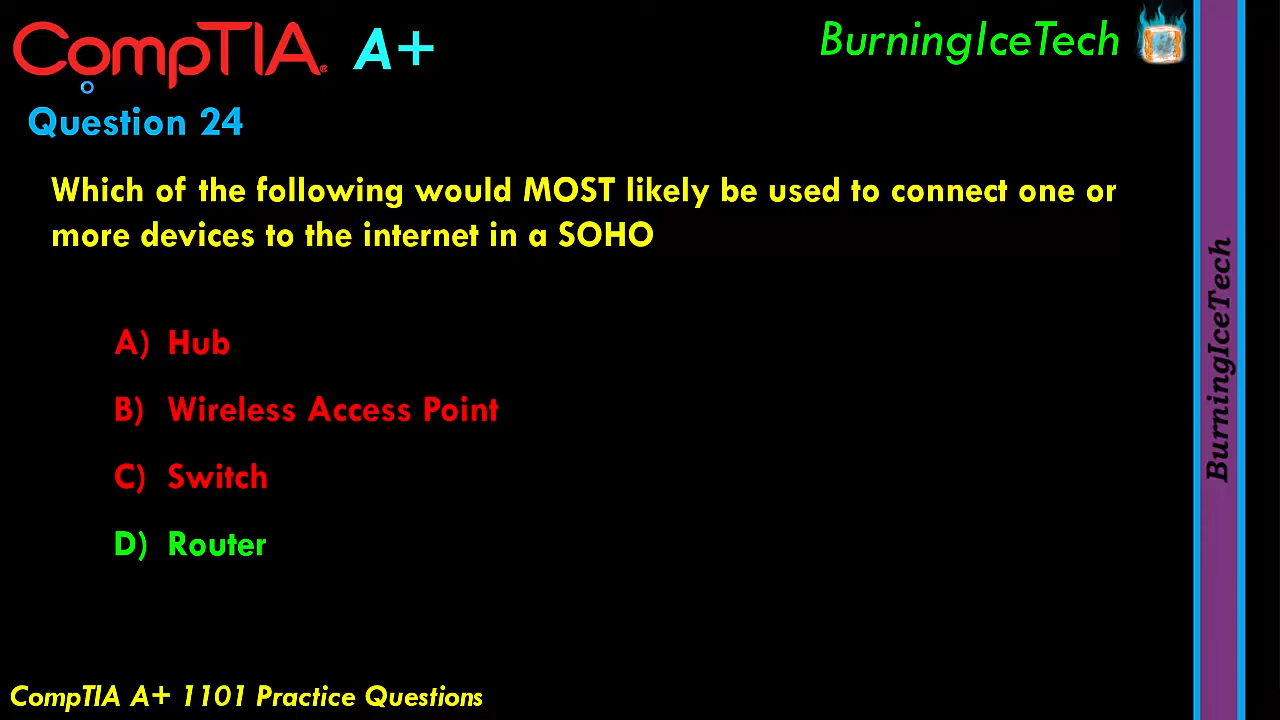 CompTIA® A+
BurningIceTech
Question 24
Which of the following would MOST likely be used to connect one or
more devices to the internet in a SOHO
A) Hub
B) Wireless Access Point
C) Switch
D) Router
BurningIceTech
CompTIA A+ 1101 Practice Questions